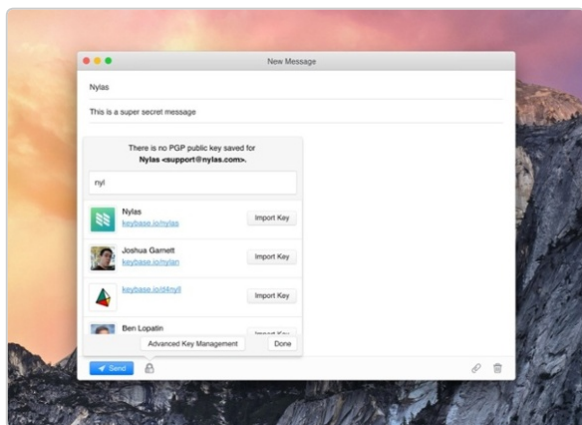 New Message
Nylas
This is a super secret message
There is no PGP public key saved for
Nylas <support@nylas.com>.
nyl
Nylas
keybase.io/nylas
Import Key
Joshua Garnett
keybase.io/nylan
Import Key
keybase.io/d4nyll
Import Key
Ben Lopatin
Import Key
Advanced Key Management
Done
Send